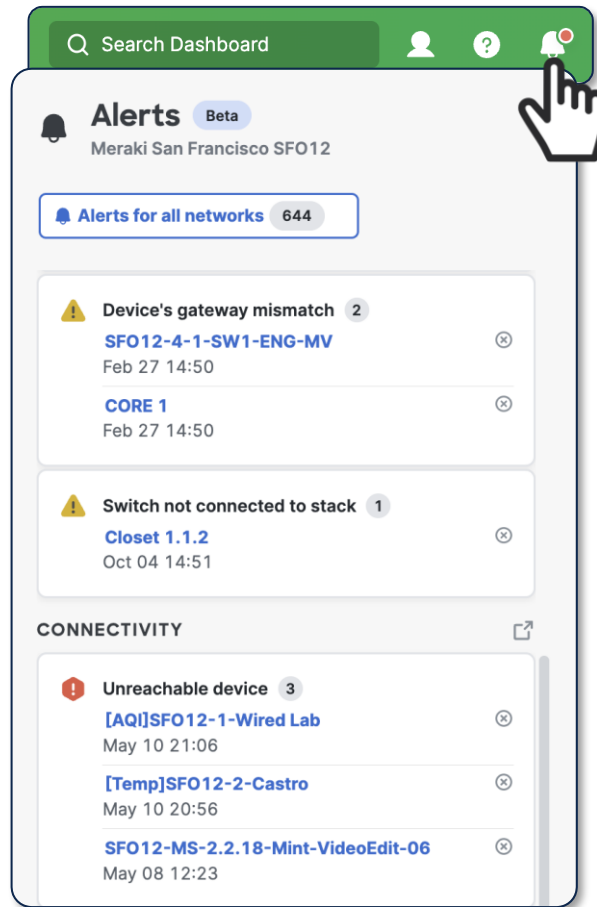 Search Dashboard
Alerts Beta
Meraki San Francisco SFO12
Alerts for all networks 644
Device's gateway mismatch 2
SFO12-4-1-SW1-ENG-MV
Feb 27 14:50
CORE 1
Feb 27 14:50
Switch not connected to stack 1
Closet 1.1.2
Oct 04 14:51
CONNECTIVITY
Unreachable device 3
[AQI]SFO12-1-Wired Lab
May 10 21:06
[Temp]SFO12-2-Castro
May 10 20:56
SFO12-MS-2.2.18-Mint-VideoEdit-06
May 08 12:23